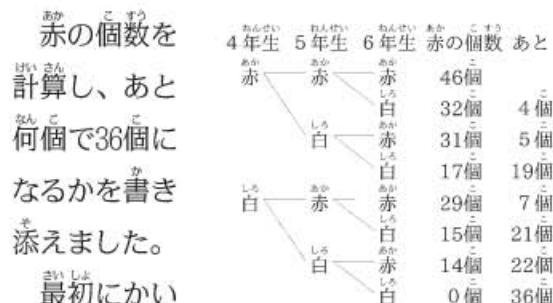 赤の個数を
計算し、あと
何個で36個に
なるかを書き
添えました。
最初にかい
4年生 5年生 6年生 赤の個数 あと
赤 赤 赤 46個
白 32個 4個
白 赤 31個 5個
白 17個 19個
白 赤 赤 29個 7個
白 15個 21個
白 赤 14個 22個
白 0個 36個